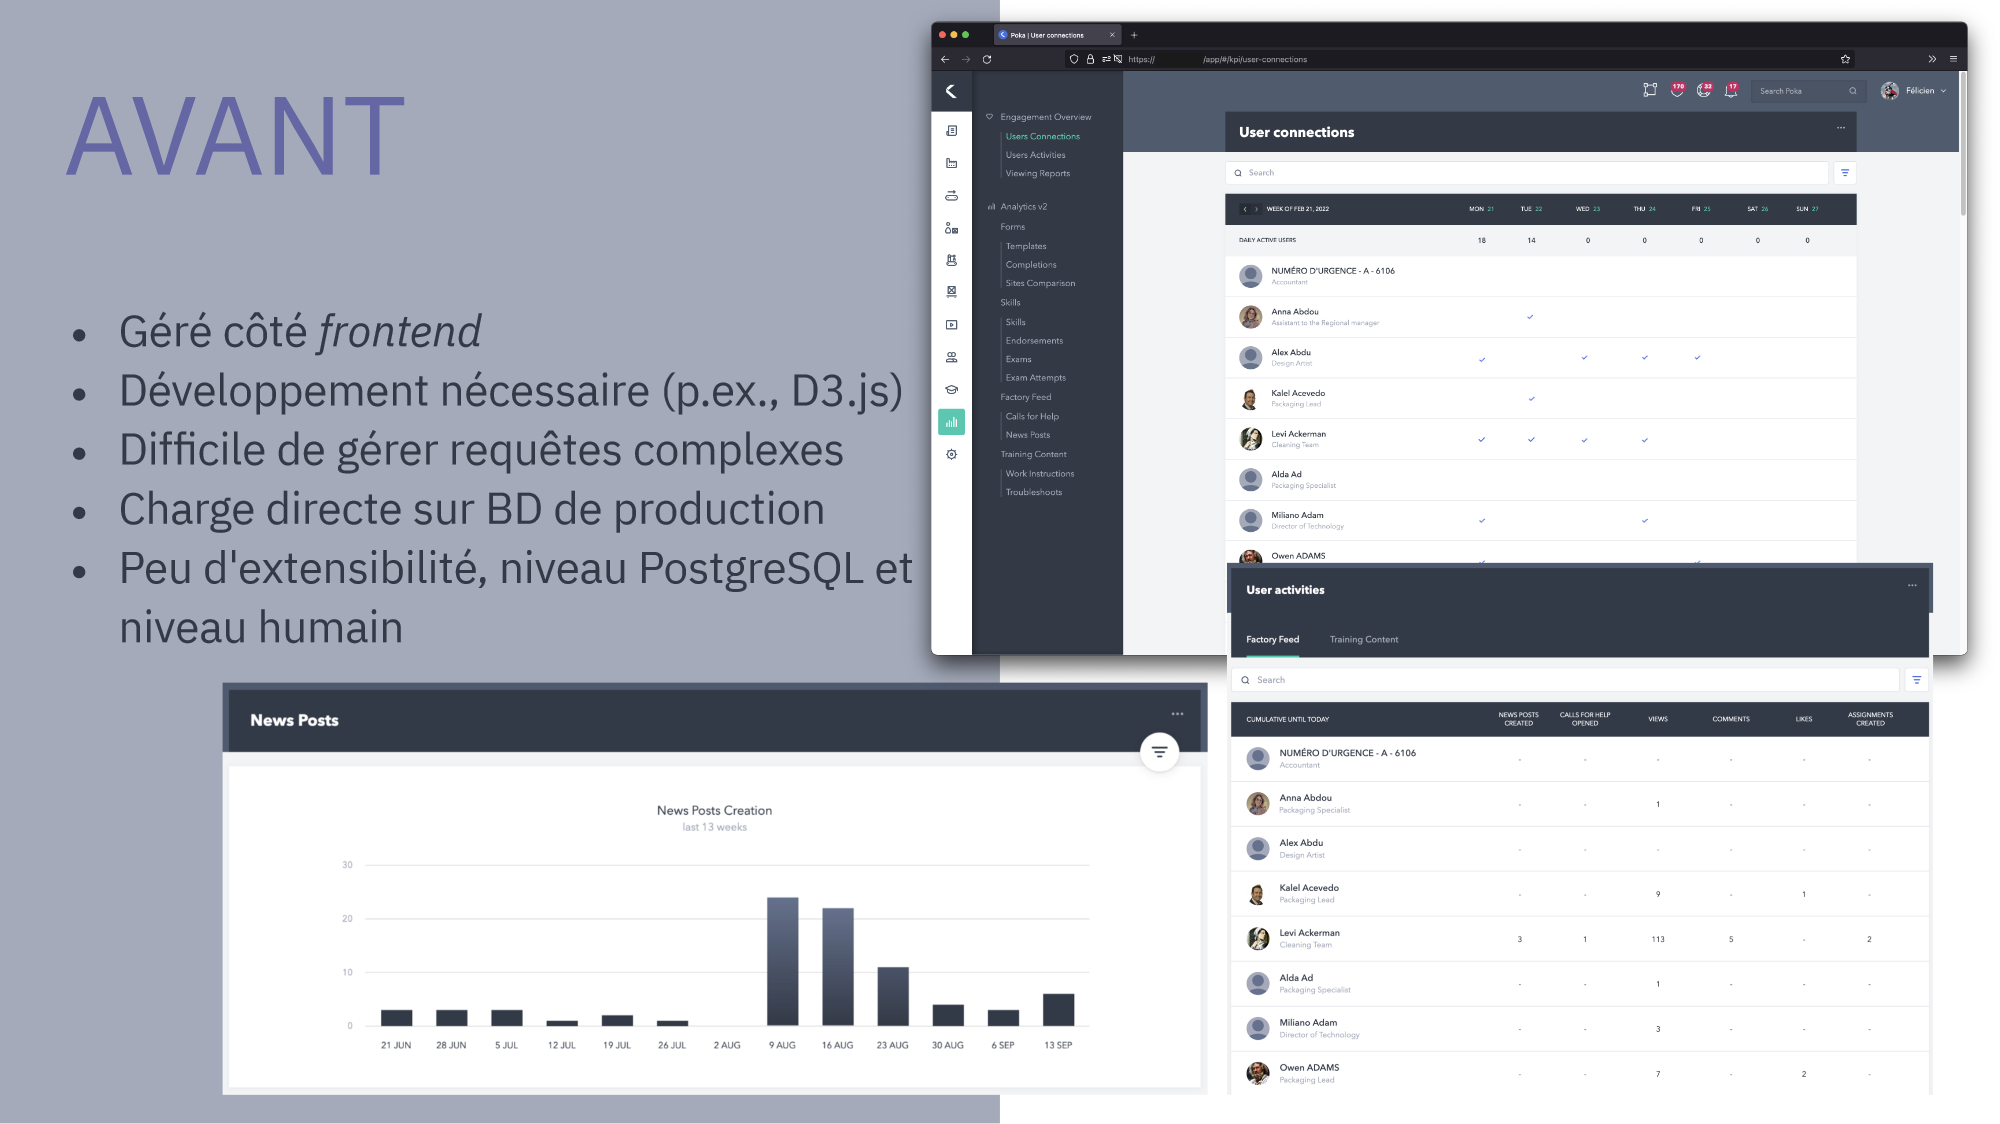 AVANT
Géré côté frontend
Développement nécessaire (p.ex., D3.js)
Difficile de gérer requêtes complexes
Charge directe sur BD de production
Peu d'extensibilité, niveau PostgreSQL et
niveau humain
Poka | User connections
https:// /app/#/kpi/user-connections
170 32 17 Search Poka Félicien
Engagement Overview
Users Connections
Users Activities
Viewing Reports
Analytics v2
Forms
Templates
Completions
Sites Comparison
Skills
Skills
Endorsements
Exams
Exam Attempts
Factory Feed
Calls for Help
News Posts
Training Content
Work Instructions
Troubleshoots
User connections
Search
WEEK OF FEB 21, 2022 MON 21 TUE 22 WED 23 THU 24 FRI 25 SAT 26 SUN 27
DAILY ACTIVE USERS 18 14 0 0 0 0 0
NUMÉRO D'URGENCE - A - 6106
Accountant
Anna Abdou
Assistant to the Regional manager
Alex Abdu
Design Artist
Kalel Acevedo
Packaging Lead
Levi Ackerman
Cleaning Team
Alda Ad
Packaging Specialist
Miliano Adam
Director of Technology
Owen ADAMS
User activities
Factory Feed Training Content
Search
CUMULATIVE UNTIL TODAY NEWS POSTS CREATED CALLS FOR HELP OPENED VIEWS COMMENTS LIKES ASSIGNMENTS CREATED
NUMÉRO D'URGENCE - A - 6106 - - - - - -
Accountant
Anna Abdou - - 1 - - -
Packaging Specialist
Alex Abdu - - - - - -
Design Artist
Kalel Acevedo - - 9 - 1 -
Packaging Lead
Levi Ackerman 3 1 113 5 - 2
Cleaning Team
Alda Ad - - 1 - - -
Packaging Specialist
Miliano Adam - - 3 - - -
Director of Technology
Owen ADAMS - - 7 - 2 -
Packaging Lead
News Posts
News Posts Creation
last 13 weeks
30
20
10
0
21 JUN 28 JUN 5 JUL 12 JUL 19 JUL 26 JUL 2 AUG 9 AUG 16 AUG 23 AUG 30 AUG 6 SEP 13 SEP